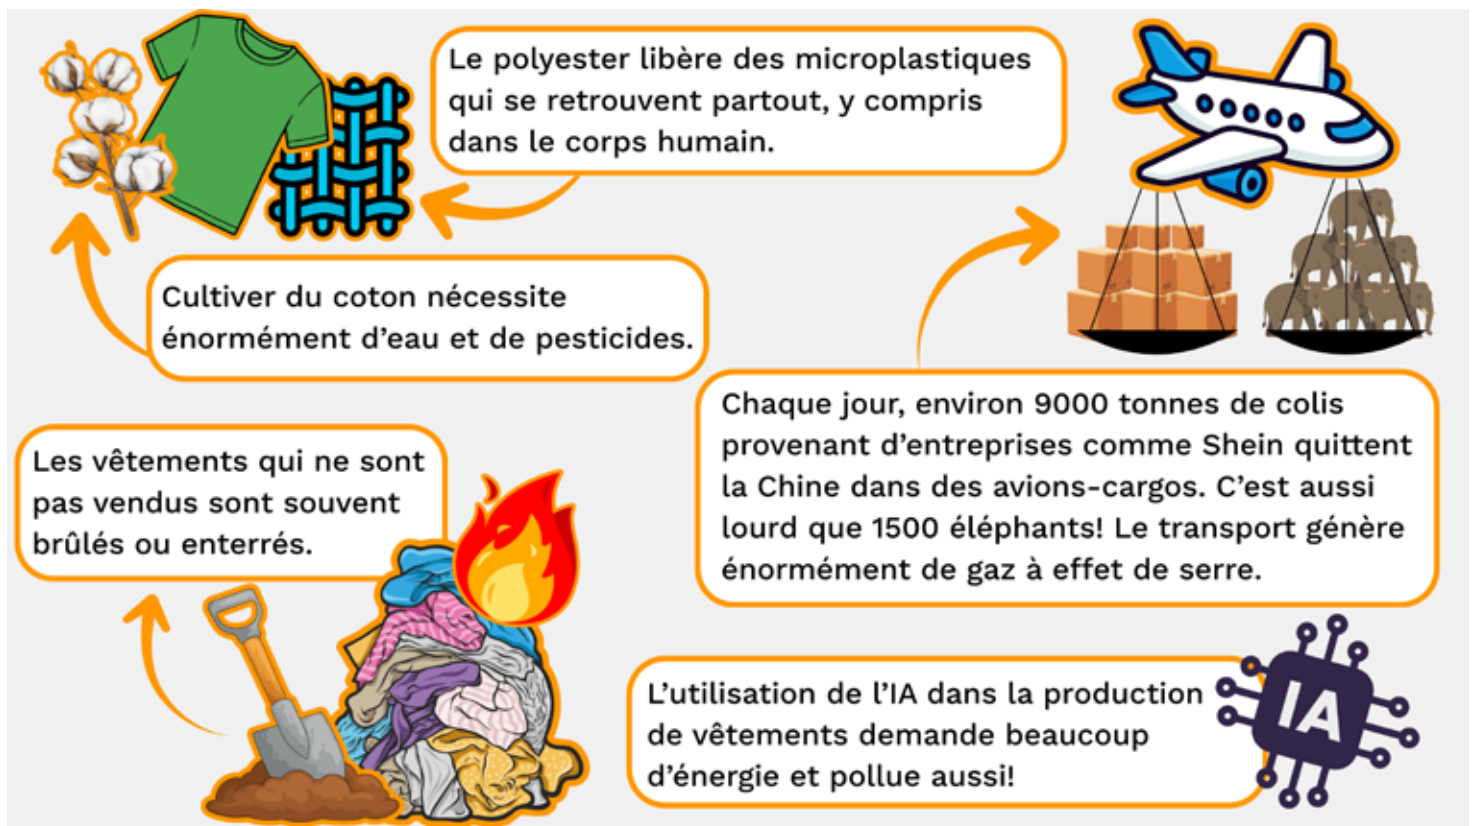 Le polyester libère des microplastiques
qui se retrouvent partout, y compris
dans le corps humain.
Cultiver du coton nécessite
énormément d’eau et de pesticides.
Chaque jour, environ 9000 tonnes de colis
provenant d’entreprises comme Shein quittent
la Chine dans des avions-cargos. C’est aussi
lourd que 1500 éléphants! Le transport génère
énormément de gaz à effet de serre.
Les vêtements qui ne sont
pas vendus sont souvent
brûlés ou enterrés.
L’utilisation de l’IA dans la production
de vêtements demande beaucoup
d’énergie et pollue aussi!
IA